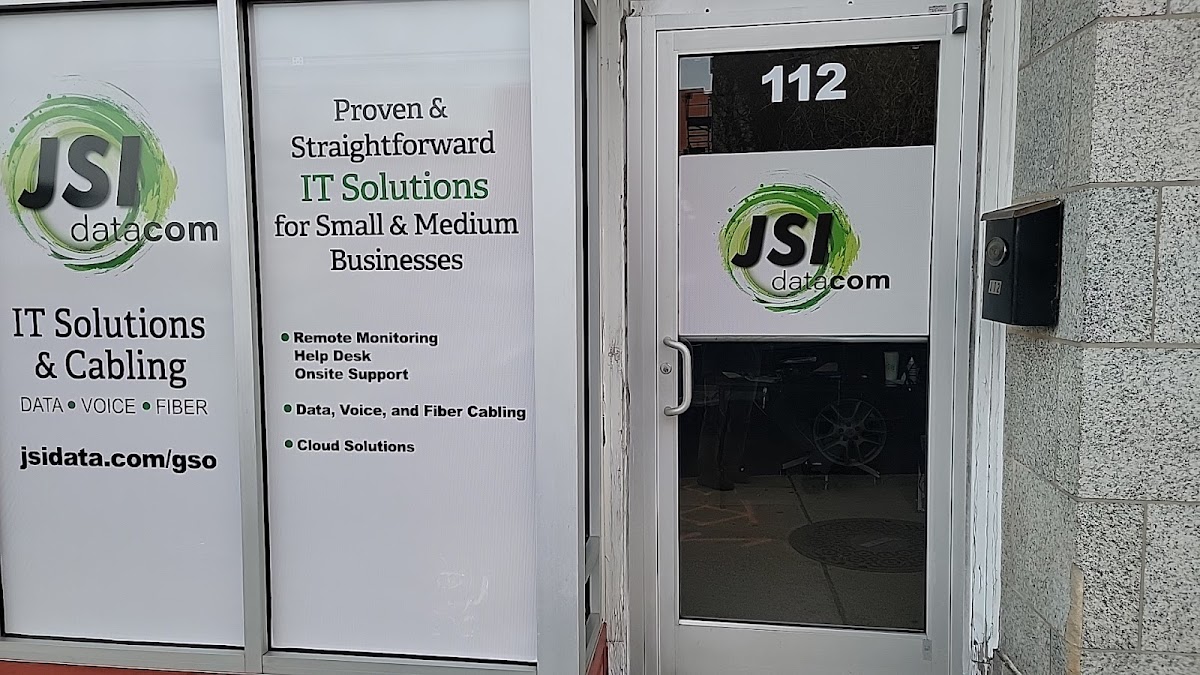 JSI
datacom
IT Solutions
& Cabling
DATA • VOICE • FIBER
jsidata.com/gso
Proven &
Straightforward
IT Solutions
for Small & Medium
Businesses
• Remote Monitoring
Help Desk
Onsite Support
• Data, Voice, and Fiber Cabling
• Cloud Solutions
112
JSI
datacom
112